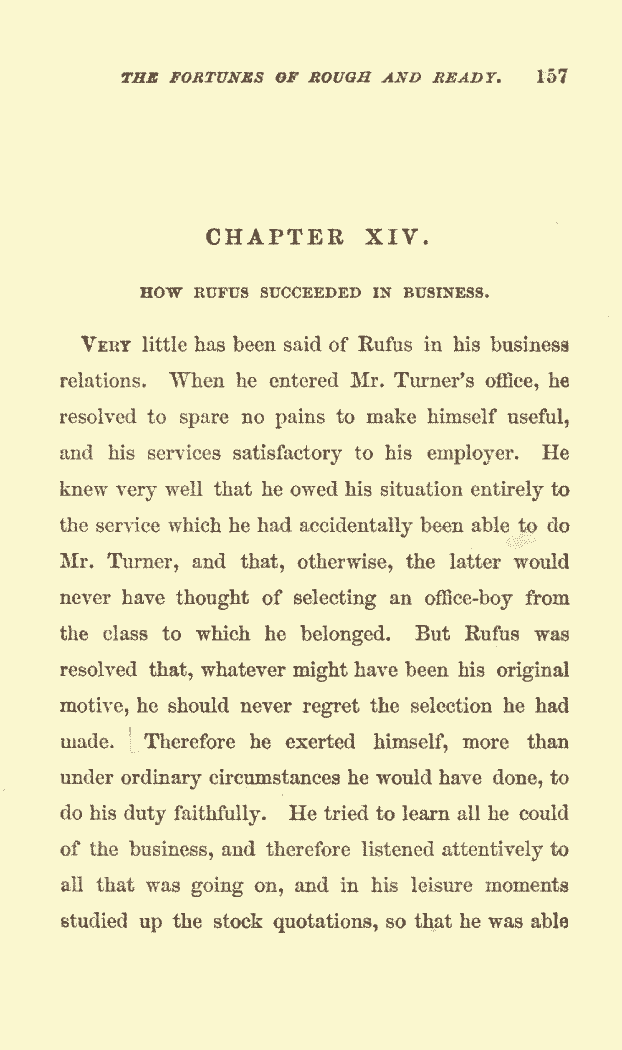 THE FORTUNES OF ROUGH AND READY. 157
CHAPTER XIV.
HOW RUFUS SUCCEEDED IN BUSINESS.
VERY little has been said of Rufus in his business
relations. When he entered Mr. Turner's office, he
resolved to spare no pains to make himself useful,
and his services satisfactory to his employer. He
knew very well that he owed his situation entirely to
the service which he had accidentally been able to do
Mr. Turner, and that, otherwise, the latter would
never have thought of selecting an office-boy from
the class to which he belonged. But Rufus was
resolved that, whatever might have been his original
motive, he should never regret the selection he had
made. Therefore he exerted himself, more than
under ordinary circumstances he would have done, to
do his duty faithfully. He tried to learn all he could
of the business, and therefore listened attentively to
all that was going on, and in his leisure moments
studied up the stock quotations, so that he was able